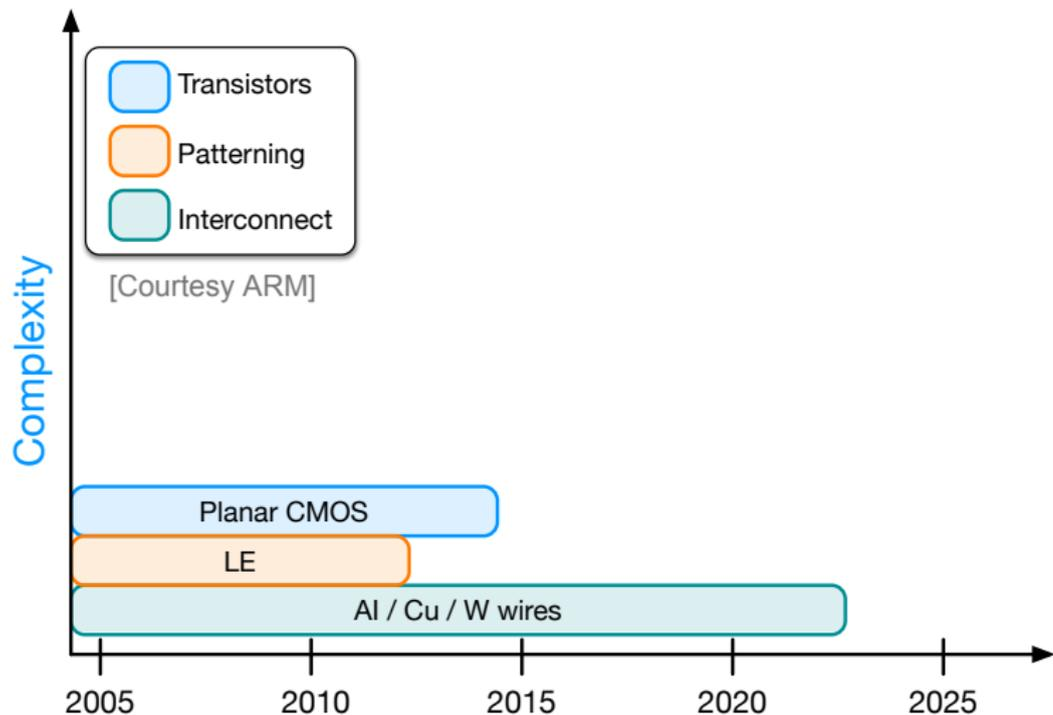 Transistors
Patterning
Interconnect
[Courtesy ARM]
Complexity
Planar CMOS
LE
Al / Cu / W wires
2005
2010
2015
2020
2025